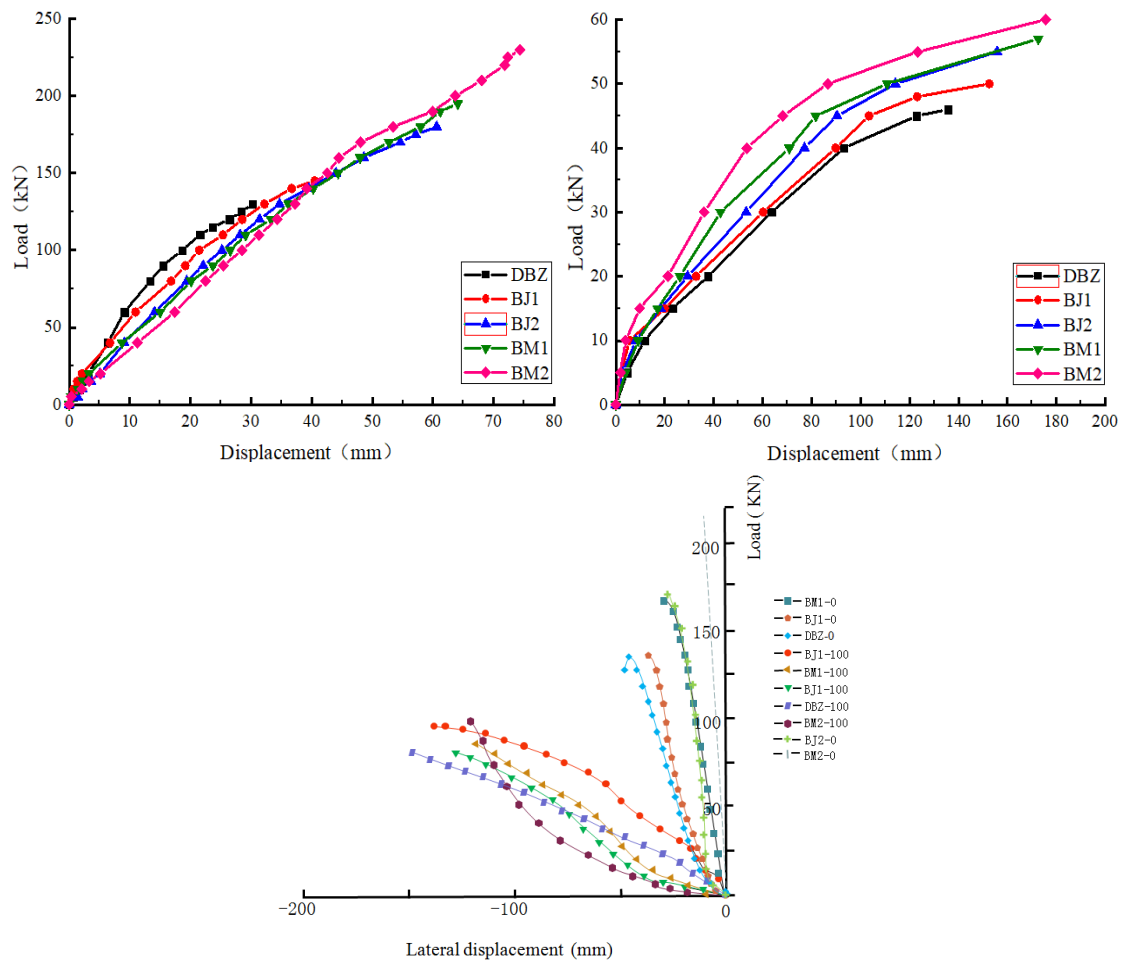 250
200
150
100
50
0
Load（kN）
0 10 20 30 40 50 60 70 80
Displacement（mm）
DBZ
BJ1
BJ2
BM1
BM2
60
50
40
30
20
10
0
Load（kN）
0 20 40 60 80 100 120 140 160 180 200
Displacement（mm）
DBZ
BJ1
BJ2
BM1
BM2
Load ( KN)
200
150
100
50
-200 -100 0
Lateral displacement (mm)
BM1-0
BJ1-0
DBZ-0
BJ1-100
BM1-100
BJ1-100
DBZ-100
BM2-100
BJ2-0
BM2-0